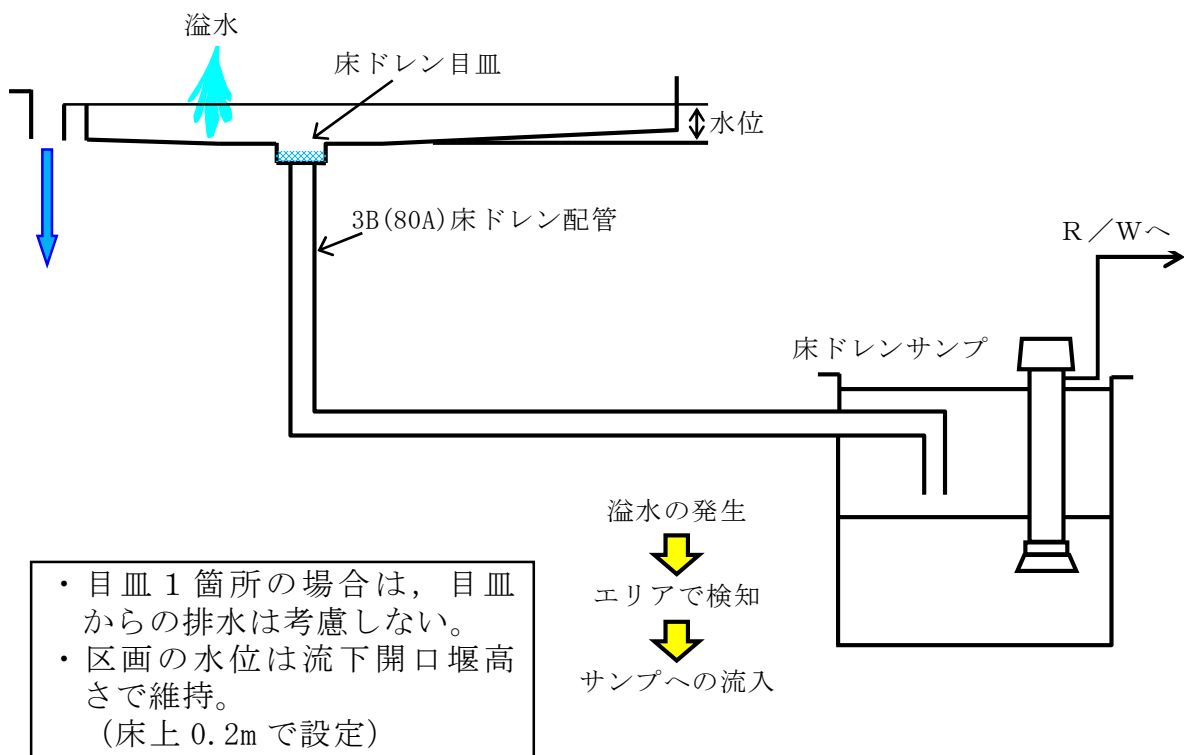 溢水
床ドレン目皿
水位
3B(80A)床ドレン配管
R/Wへ
床ドレンサンプ
溢水の発生
エリアで検知
サンプへの流入
・目皿1箇所の場合は，目皿
からの排水は考慮しない。
・区画の水位は流下開口堰高
さで維持。
（床上 0.2m で設定）